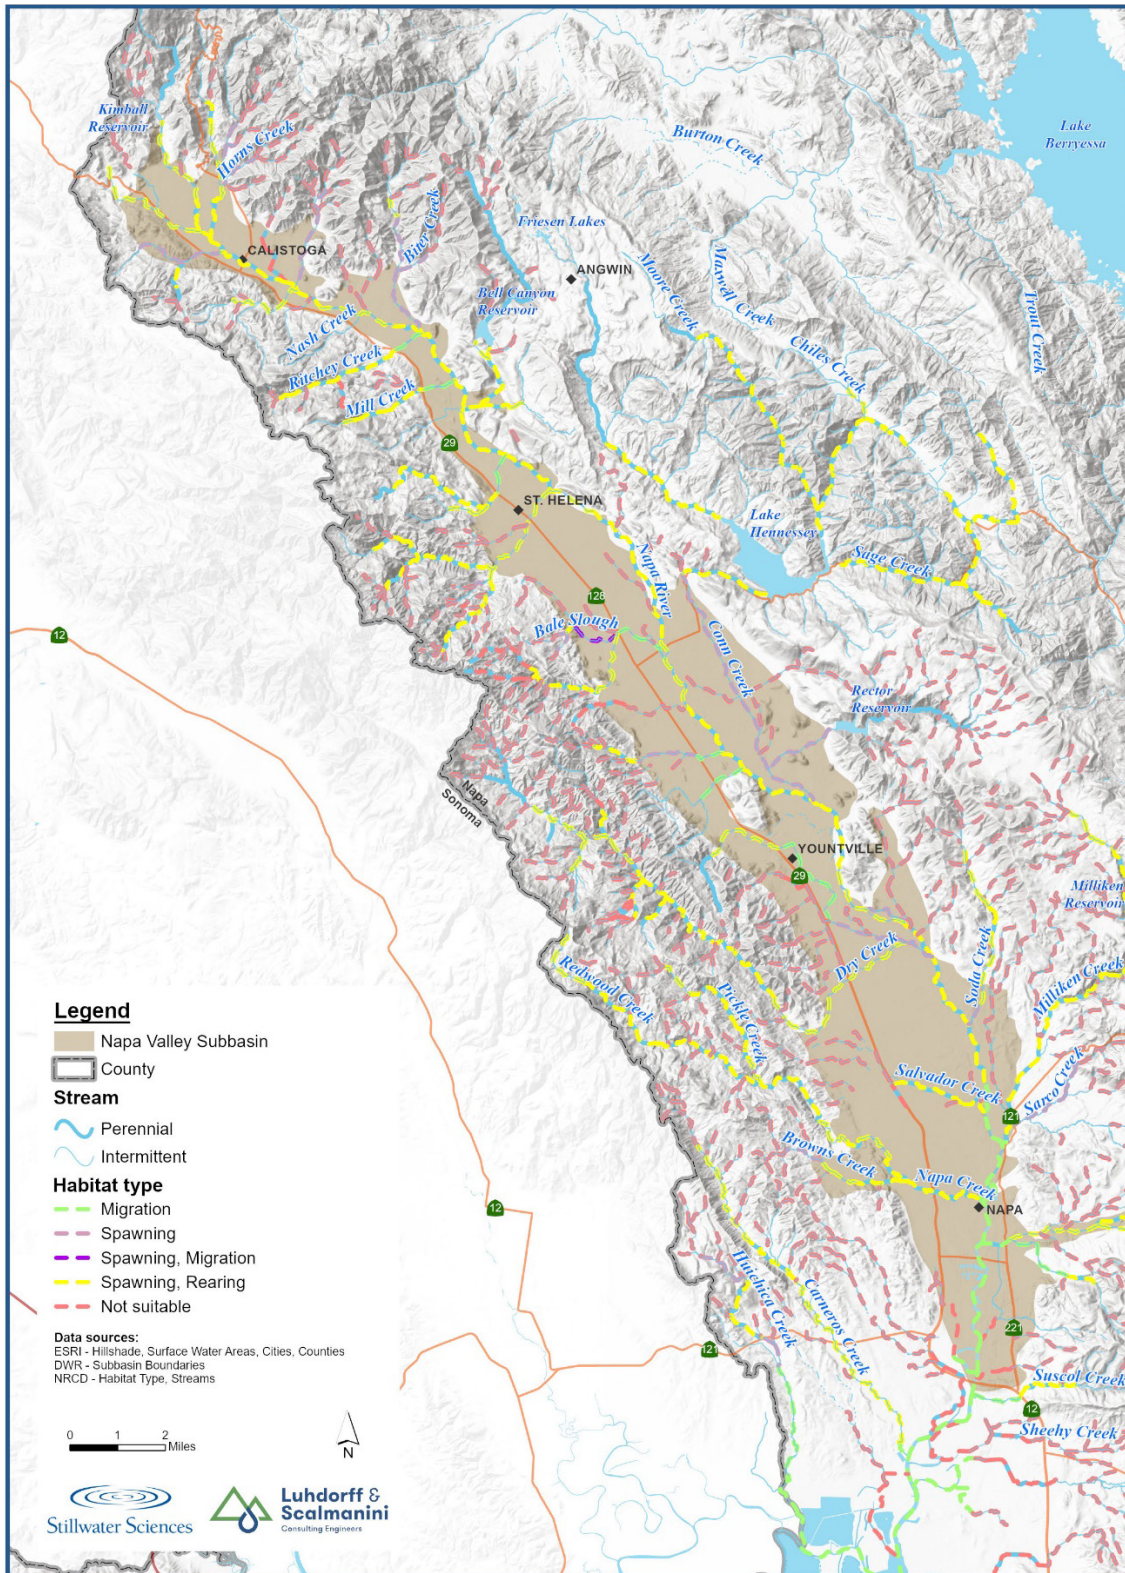 Kimball
Reservoir
Horns Creek
CALISTOGA
Biter Creek
Burton Creek
Lake
Berryessa
Friesen Lakes
ANGWIN
Bell Canyon
Reservoir
Moore Creek
Maxwell Creek
Chiles Creek
Trout Creek
Nash Creek
Ritchey Creek
Mill Creek
29
ST. HELENA
Lake
Hennessey
Sage Creek
Napa River
128
Bale Slough
Conn Creek
12
Rector
Reservoir
Napa
Sonoma
YOUNTVILLE
29
Milliken
Reservoir
Dry Creek
Soda Creek
Milliken Creek
Redwood Creek
Pickle Creek
Salvador Creek
Sarco Creek
121
Browns Creek
Napa Creek
NAPA
12
Huichica Creek
Carneros Creek
121
221
Suscol Creek
12
Sheehy Creek
Legend
Napa Valley Subbasin
County
Stream
Perennial
Intermittent
Habitat type
Migration
Spawning
Spawning, Migration
Spawning, Rearing
Not suitable
Data sources:
ESRI - Hillshade, Surface Water Areas, Cities, Counties
DWR - Subbasin Boundaries
NRCD - Habitat Type, Streams
0 1 2
Miles
N
Stillwater Sciences
Luhdorff &
Scalmanini
Consulting Engineers